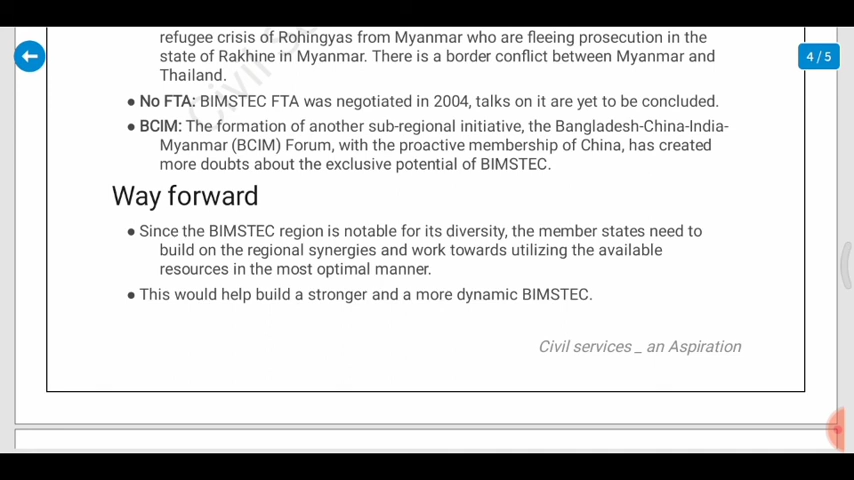 refugee crisis of Rohingyas from Myanmar who are fleeing prosecution in the
state of Rakhine in Myanmar. There is a border conflict between Myanmar and
Thailand.
4 / 5
● No FTA: BIMSTEC FTA was negotiated in 2004, talks on it are yet to be concluded.
● BCIM: The formation of another sub-regional initiative, the Bangladesh-China-India-
Myanmar (BCIM) Forum, with the proactive membership of China, has created
more doubts about the exclusive potential of BIMSTEC.
Way forward
● Since the BIMSTEC region is notable for its diversity, the member states need to
build on the regional synergies and work towards utilizing the available
resources in the most optimal manner.
● This would help build a stronger and a more dynamic BIMSTEC.
Civil services _ an Aspiration